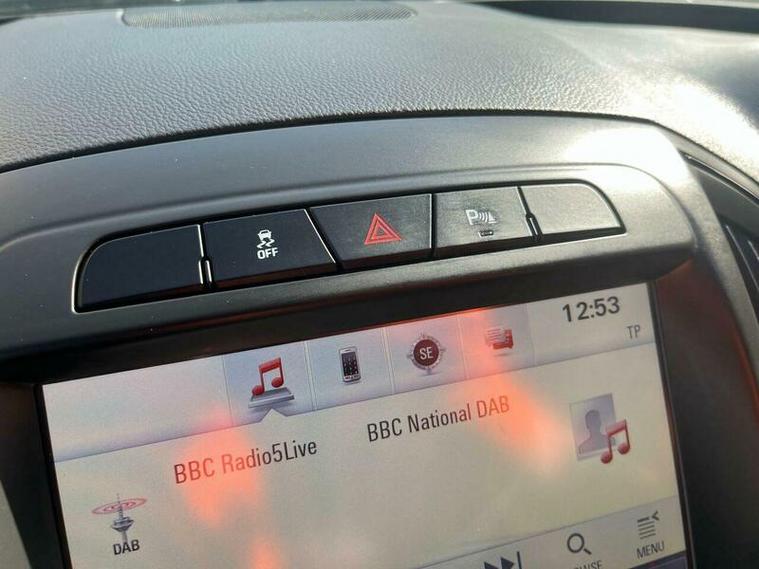 OFF
P
12:53
SE
TP
BBC Radio5Live
BBC National DAB
DAB
MENU